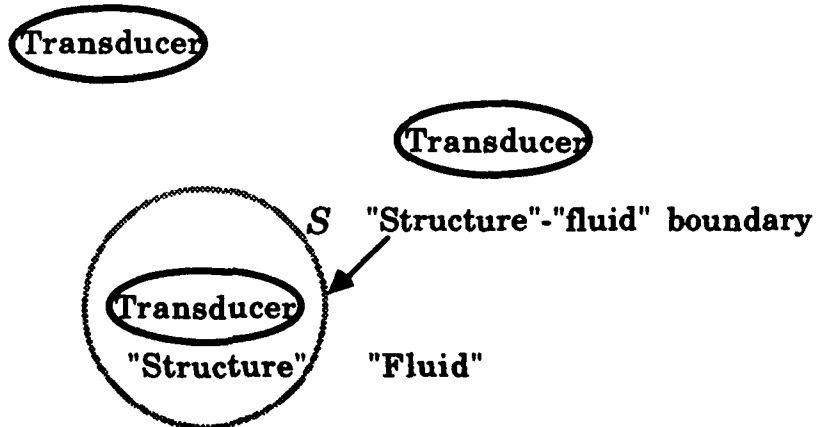 Transducer
Transducer
S "Structure"-"fluid" boundary
Transducer
"Structure" "Fluid"